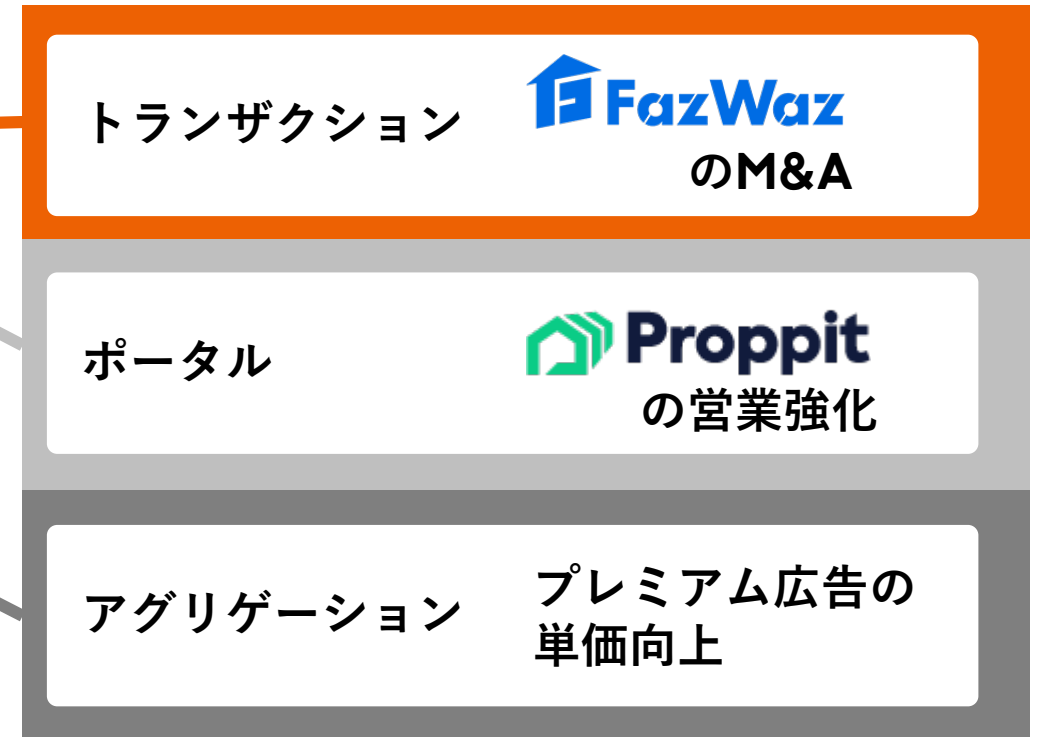 トランザクション
FazWaz
のM&A
ポータル
Proppit
の営業強化
アグリゲーション
プレミアム広告の
単価向上